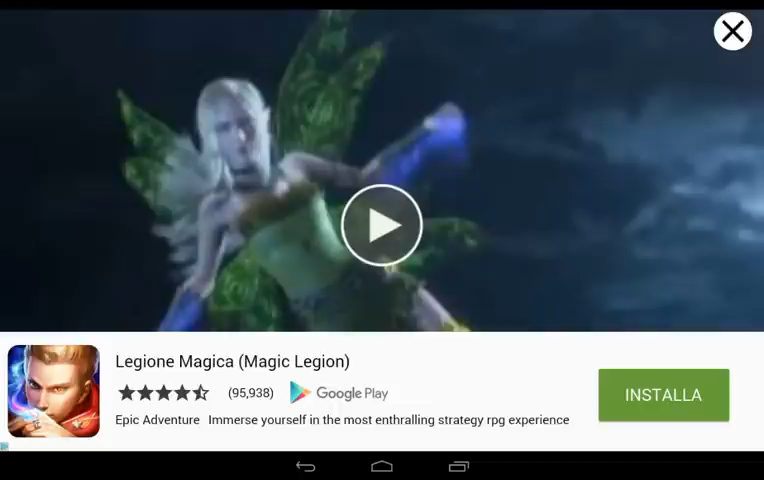 Legione Magica (Magic Legion)
(95,938) Google Play
Epic Adventure Immerse yourself in the most enthralling strategy rpg experience
INSTALLA